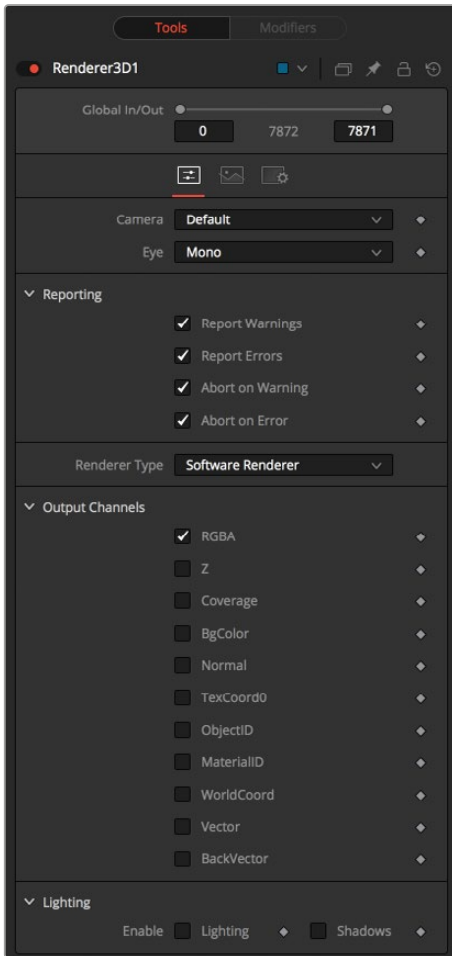 Tools Modifiers
Renderer3D1
Global In/Out
0 7872 7871
Camera Default
Eye Mono
Reporting
Report Warnings
Report Errors
Abort on Warning
Abort on Error
Renderer Type Software Renderer
Output Channels
RGBA
Z
Coverage
BgColor
Normal
TexCoord0
ObjectID
MaterialID
WorldCoord
Vector
BackVector
Lighting
Enable Lighting Shadows